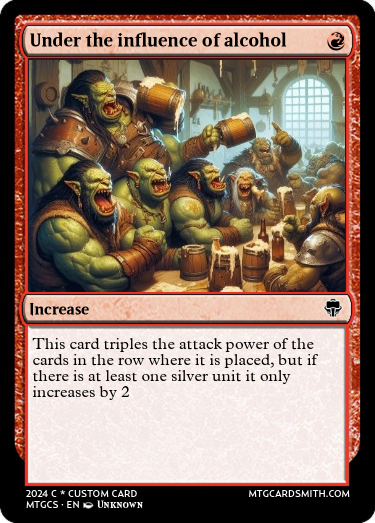 Under the influence of alcohol
Increase
This card triples the attack power of the
cards in the row where it is placed, but if
there is at least one silver unit it only
increases by 2
2024 C * CUSTOM CARD
MTGCARDSMITH.COM
MTGCS · EN Unknown